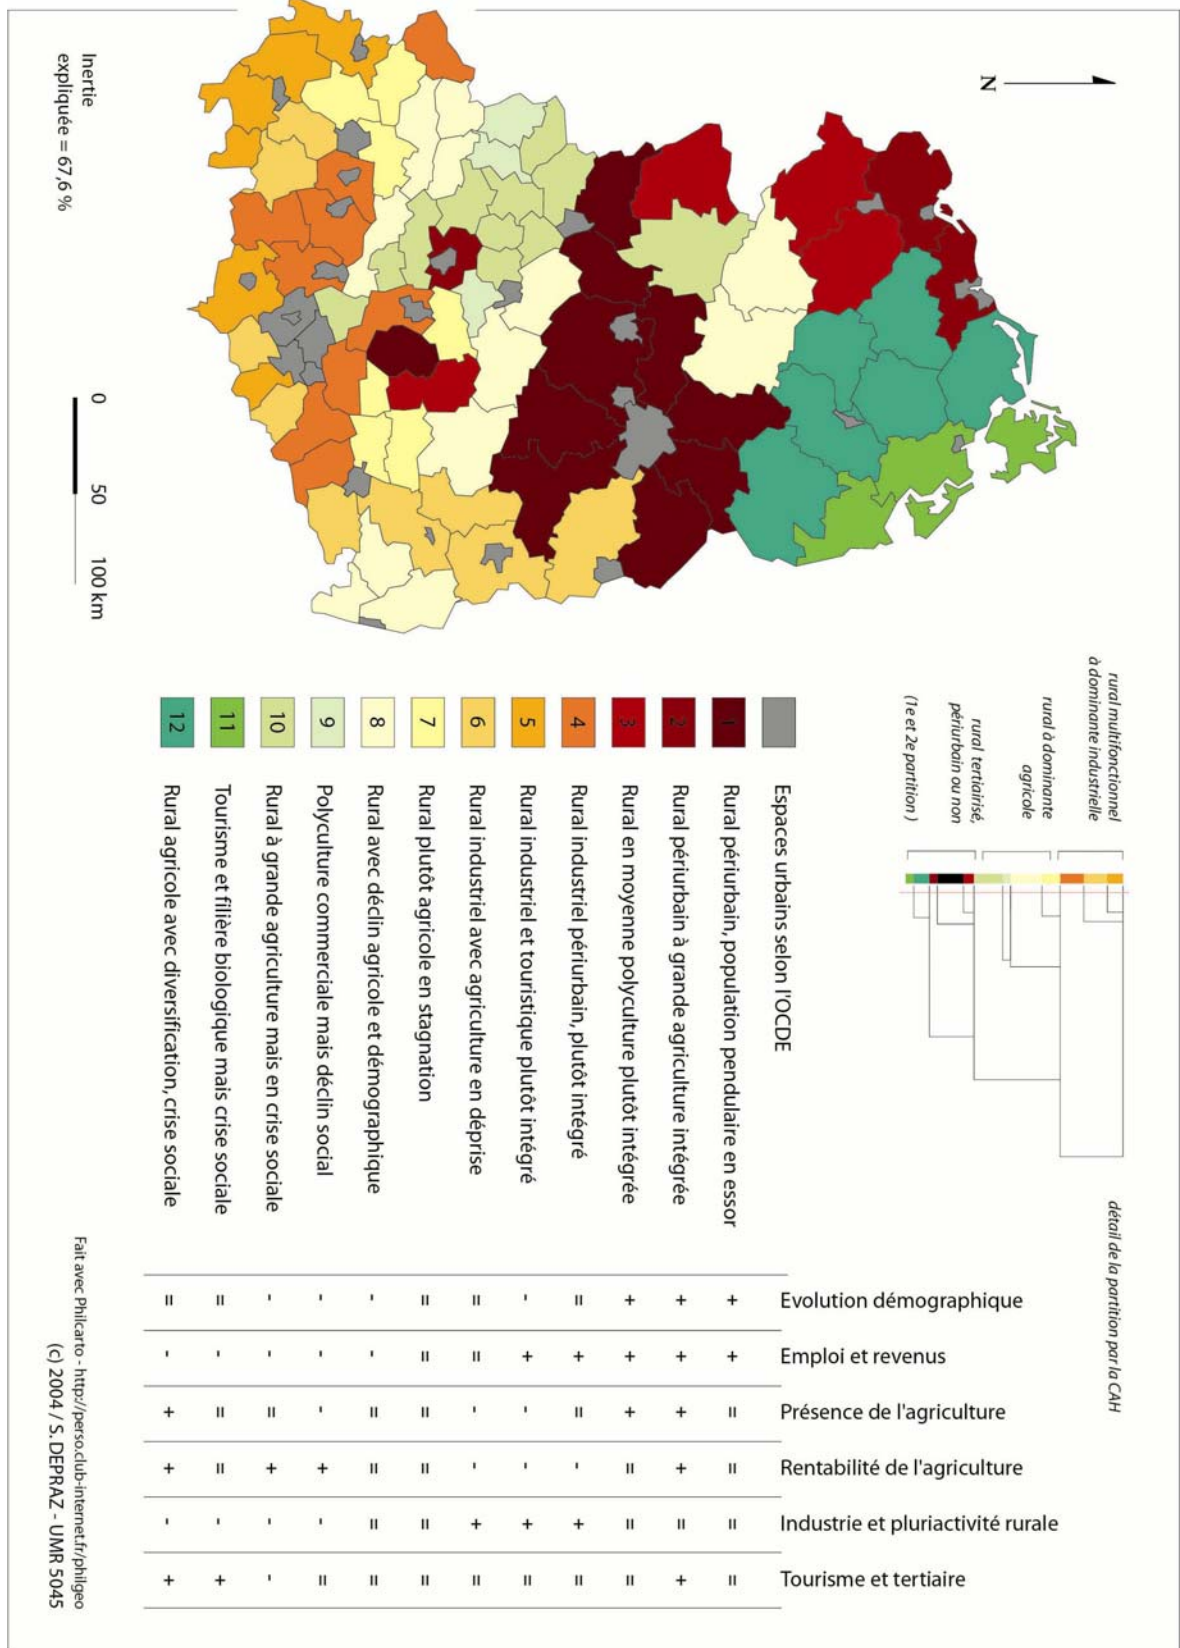 N
Inertie
expliquée = 67,6 %
0
50
100 km
rural multifonctionnel
à dominante industrielle
rural à dominante
agricole
rural tertiairisé,
périurbain ou non
(1e et 2e partition )
détail de la partition par la CAH
Espaces urbains selon l'OCDE
1 Rural périurbain, population pendulaire en essor
2 Rural périurbain à grande agriculture intégrée
3 Rural en moyenne polyculture plutôt intégrée
4 Rural industriel périurbain, plutôt intégré
5 Rural industriel et touristique plutôt intégré
6 Rural industriel avec agriculture en déprise
7 Rural plutôt agricole en stagnation
8 Rural avec déclin agricole et démographique
9 Polyculture commerciale mais déclin social
10 Rural à grande agriculture mais en crise sociale
11 Tourisme et filière biologique mais crise sociale
12 Rural agricole avec diversification, crise sociale
Evolution démographique
Emploi et revenus
Présence de l'agriculture
Rentabilité de l'agriculture
Industrie et pluriactivité rurale
Tourisme et tertiaire
+ + = = = =
+ + + + = +
+ + + = = =
= + = - + =
- + - - + =
= = - - + =
= = = = = =
- - = = = =
- - - + - =
- - = + - -
= - = = - +
= - + + - +
Fait avec Philcarto - http://perso.club-internet.fr/philgeo
(c) 2004 / S. DEPRAZ - UMR 5045